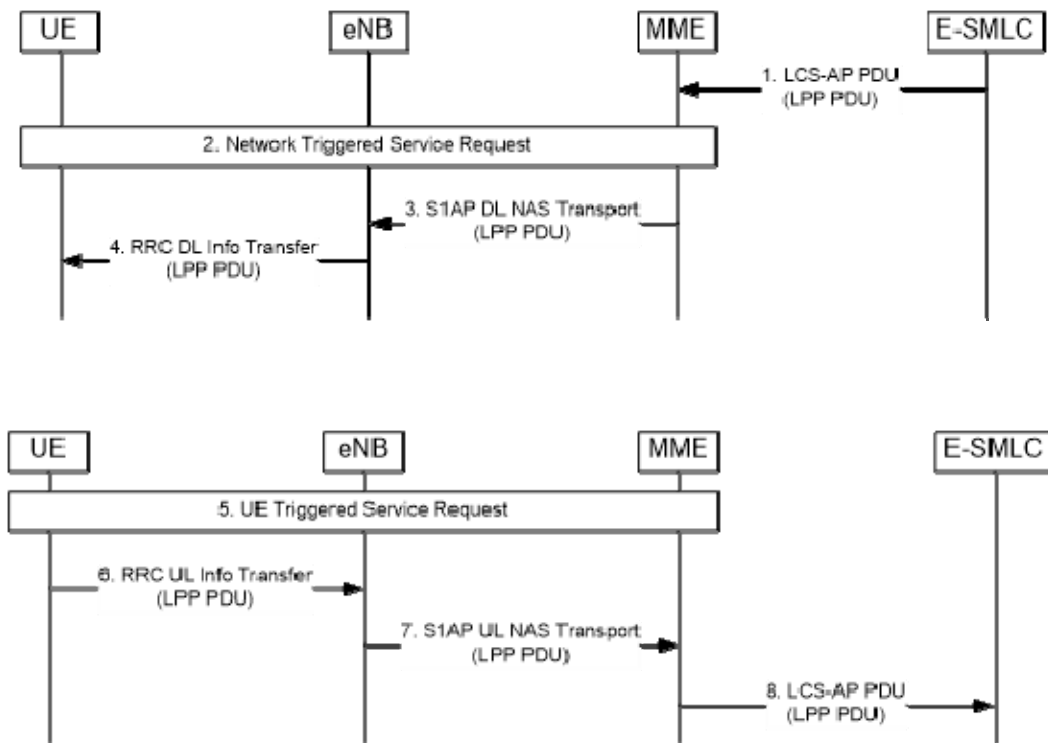 UE eNB MME E-SMLC
1. LCS-AP PDU
(LPP PDU)
2. Network Triggered Service Request
3. S1AP DL NAS Transport
(LPP PDU)
4. RRC DL Info Transfer
(LPP PDU)
UE eNB MME E-SMLC
5. UE Triggered Service Request
6. RRC UL Info Transfer
(LPP PDU)
7. S1AP UL NAS Transport
(LPP PDU)
8. LCS-AP PDU
(LPP PDU)